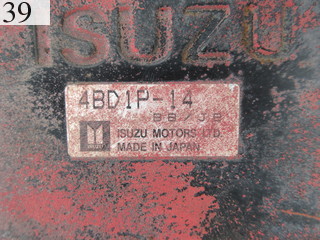 39
ISUZU
4BD1P-14
BB/JB
ISUZU MOTORS LTD.
MADE IN JAPAN